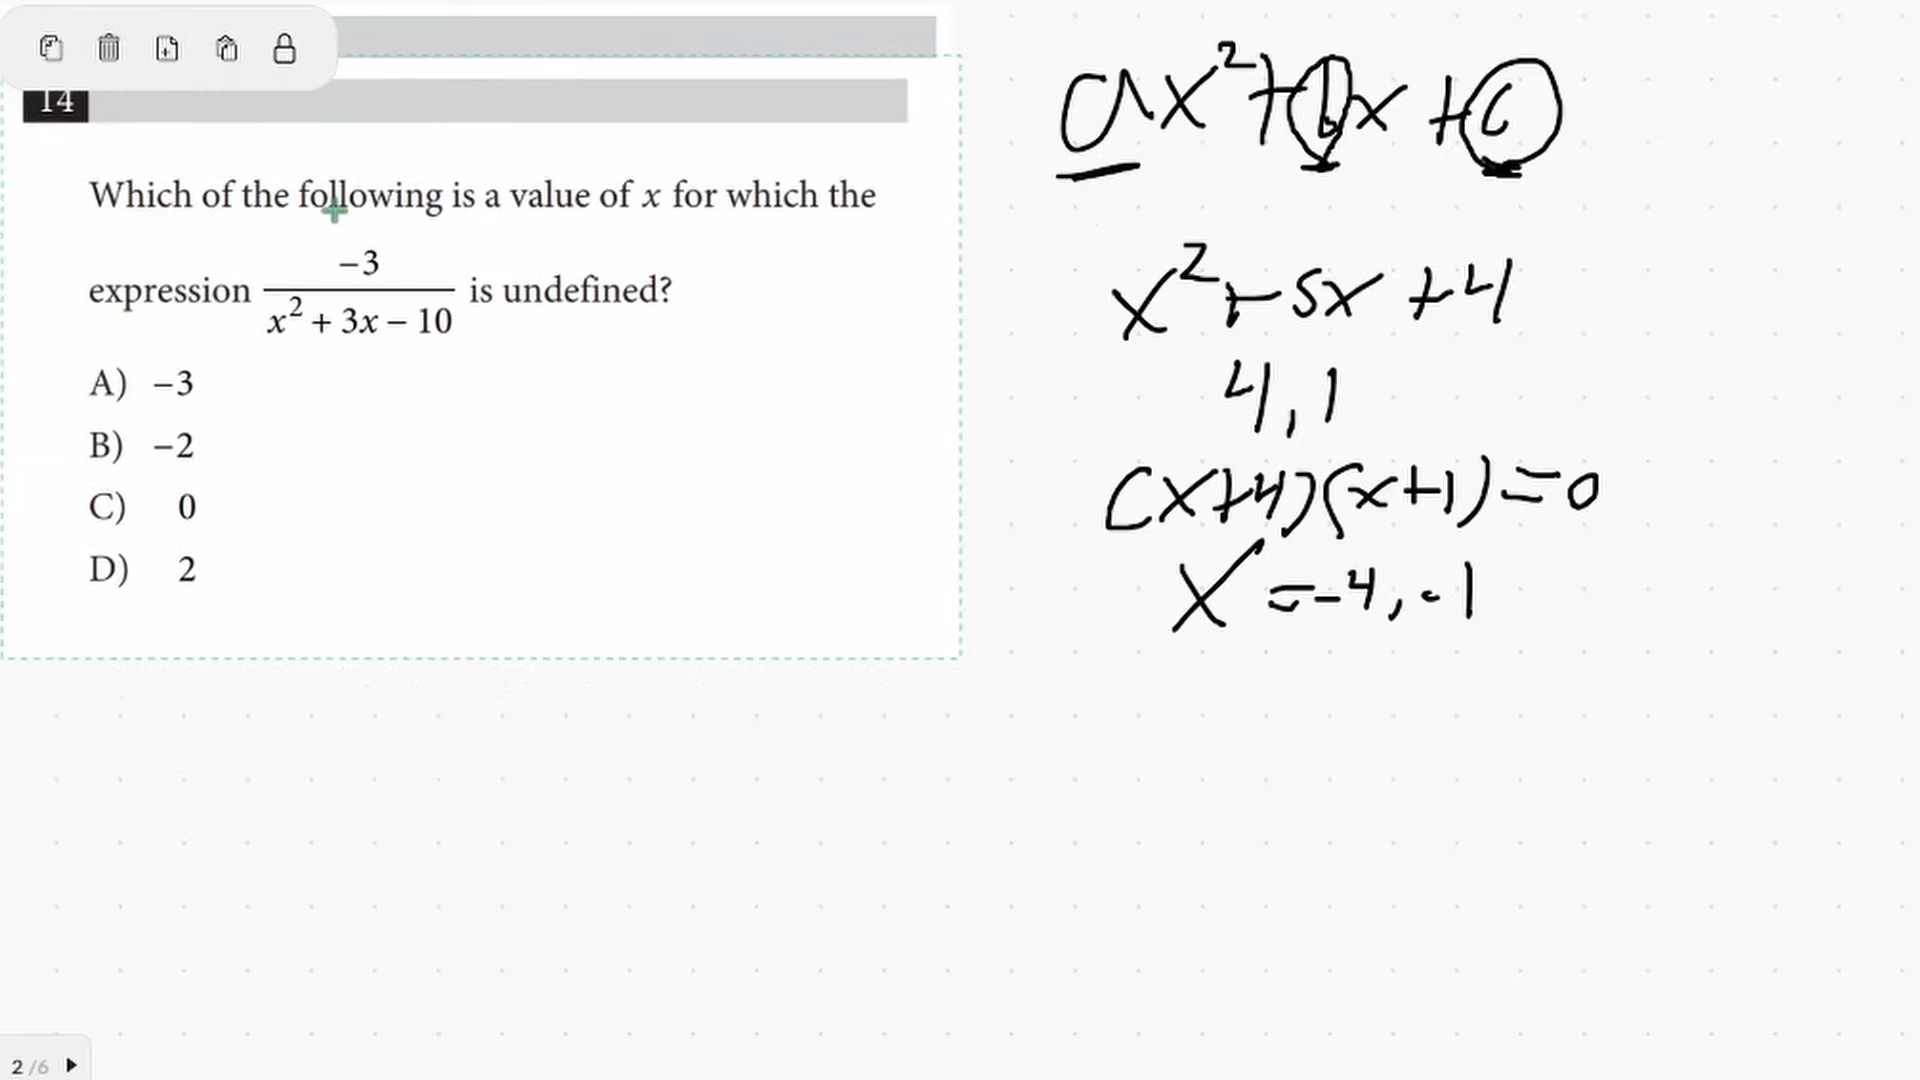 14
Which of the following is a value of x for which the
expression −3 / x² + 3x − 10 is undefined?
A) −3
B) −2
C) 0
D) 2
ax² + bx + c
x² + 5x + 4
4, 1
(x+4)(x+1) = 0
x = -4, -1
2 /6